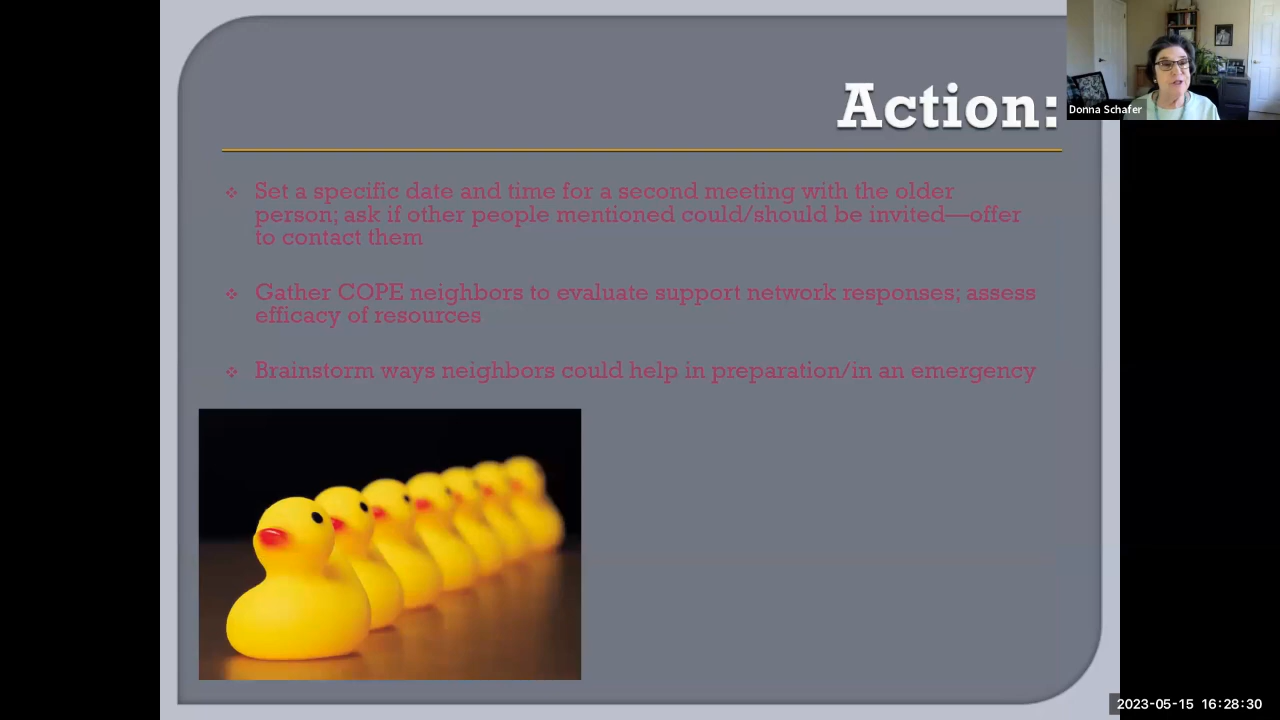 Action:
Donna Schafer
Set a specific date and time for a second meeting with the older
person; ask if other people mentioned could/should be invited—offer
to contact them
Gather COPE neighbors to evaluate support network responses; assess
efficacy of resources
Brainstorm ways neighbors could help in preparation/in an emergency
2023-05-15 16:28:30